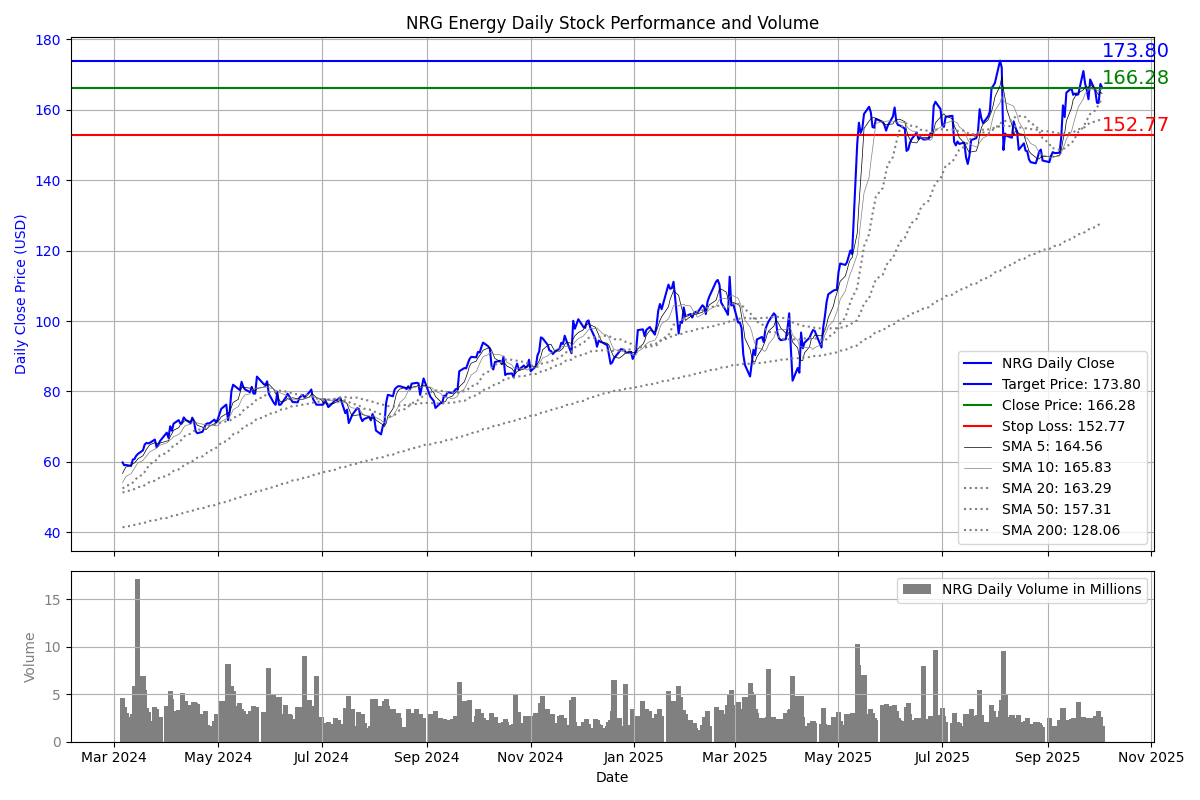 NRG Energy Daily Stock Performance and Volume
180
160
140
120
100
80
60
40
Daily Close Price (USD)
173.80
166.28
152.77
NRG Daily Close
Target Price: 173.80
Close Price: 166.28
Stop Loss: 152.77
SMA 5: 164.56
SMA 10: 165.83
SMA 20: 163.29
SMA 50: 157.31
SMA 200: 128.06
15
10
5
0
Volume
NRG Daily Volume in Millions
Mar 2024 May 2024 Jul 2024 Sep 2024 Nov 2024 Jan 2025 Mar 2025 May 2025 Jul 2025 Sep 2025 Nov 2025
Date